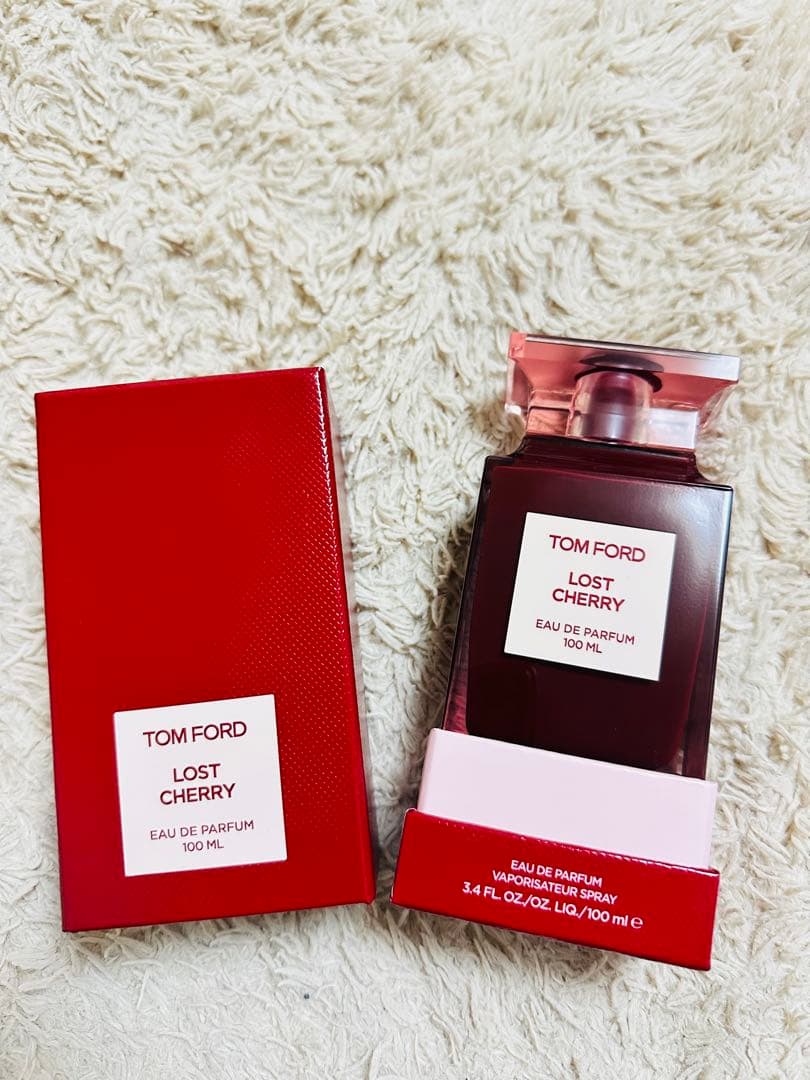 TOM FORD
LOST
CHERRY
EAU DE PARFUM
100 ML
TOM FORD
LOST
CHERRY
EAU DE PARFUM
100 ML
EAU DE PARFUM
VAPORISATEUR SPRAY
3.4 FL. OZ./OZ. LIQ./100 ml ℮